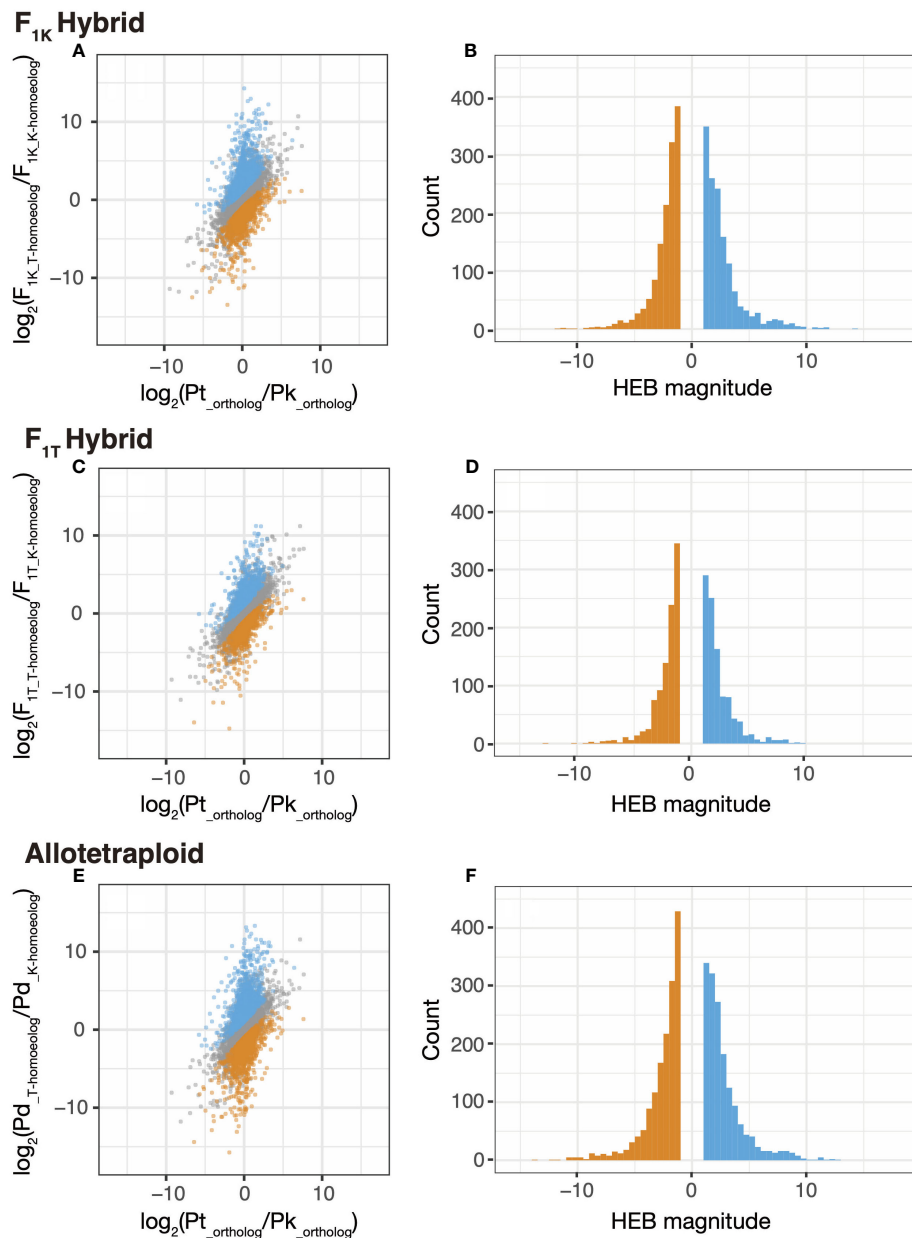 F1K Hybrid
A
log2(F1K_T-homoeolog/F1K_K-homoeolog)
10
0
−10
−10
0
10
log2(Pt_ortholog/Pk_ortholog)
B
Count
400
300
200
100
0
−10
0
10
HEB magnitude
F1T Hybrid
C
log2(F1T_T-homoeolog/F1T_K-homoeolog)
10
0
−10
−10
0
10
log2(Pt_ortholog/Pk_ortholog)
D
Count
400
300
200
100
0
−10
0
10
HEB magnitude
Allotetraploid
E
log2(Pd_T-homoeolog/Pd_K-homoeolog)
10
0
−10
−10
0
10
log2(Pt_ortholog/Pk_ortholog)
F
Count
400
300
200
100
0
−10
0
10
HEB magnitude